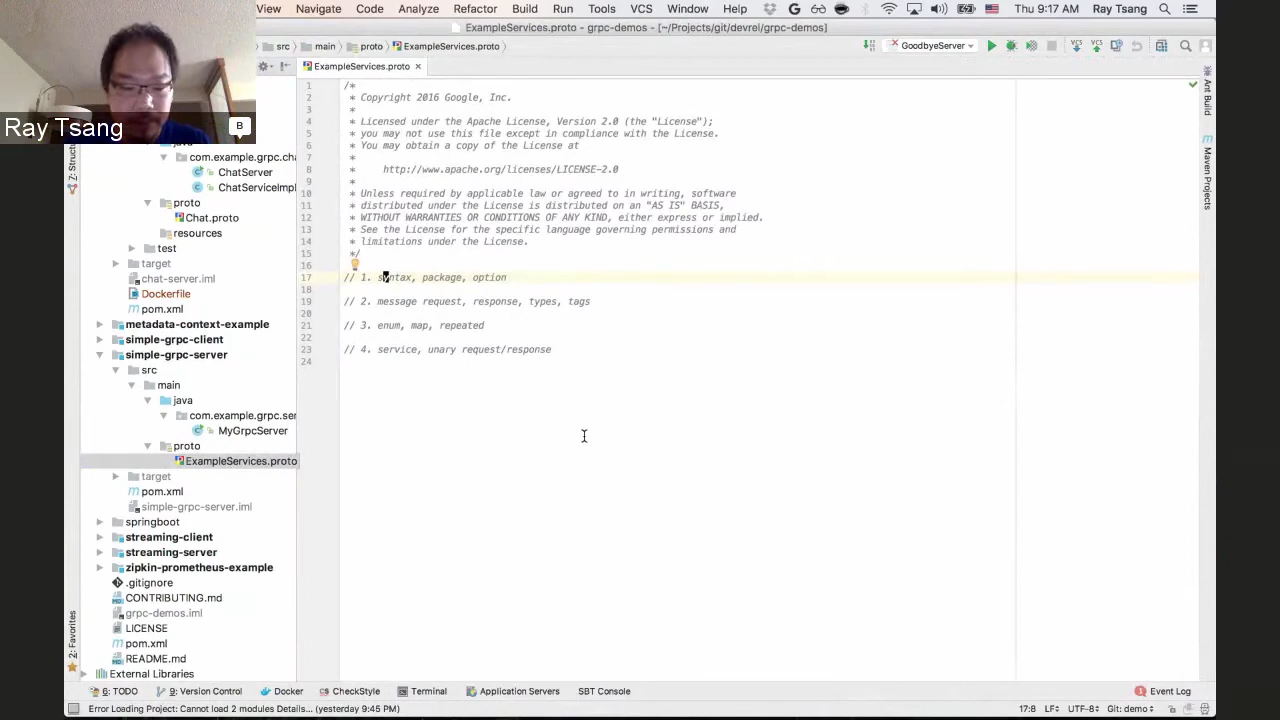 View Navigate Code Analyze Refactor Build Run Tools VCS Window Help Thu 9:17 AM Ray Tsang
ExampleServices.proto - grpc-demos - [~/Projects/git/devrel/grpc-demos]
src main proto ExampleServices.proto GoodbyeServer
ExampleServices.proto
Ray Tsang
B
com.example.grpc.cha
ChatServer
ChatServiceImpl
proto
Chat.proto
resources
test
target
chat-server.iml
Dockerfile
pom.xml
metadata-context-example
simple-grpc-client
simple-grpc-server
src
main
java
com.example.grpc.ser
MyGrpcServer
proto
ExampleServices.proto
target
pom.xml
simple-grpc-server.iml
springboot
streaming-client
streaming-server
zipkin-prometheus-example
.gitignore
CONTRIBUTING.md
grpc-demos.iml
LICENSE
pom.xml
README.md
External Libraries
1 /*
2 * Copyright 2016 Google, Inc.
3 *
4 * Licensed under the Apache License, Version 2.0 (the "License");
5 * you may not use this file except in compliance with the License.
6 * You may obtain a copy of the License at
7 *
8 * http://www.apache.org/licenses/LICENSE-2.0
9 *
10 * Unless required by applicable law or agreed to in writing, software
11 * distributed under the License is distributed on an "AS IS" BASIS,
12 * WITHOUT WARRANTIES OR CONDITIONS OF ANY KIND, either express or implied.
13 * See the License for the specific language governing permissions and
14 * limitations under the License.
15 */
16
17 // 1. syntax, package, option
18
19 // 2. message request, response, types, tags
20
21 // 3. enum, map, repeated
22
23 // 4. service, unary request/response
24
Z: Structure
2: Favorites
Ant Build
Maven Projects
6: TODO 9: Version Control Docker CheckStyle Terminal Application Servers SBT Console 1 Event Log
Error Loading Project: Cannot load 2 modules Details... (yesterday 9:45 PM) 17:8 LF÷ UTF-8÷ Git: demo÷